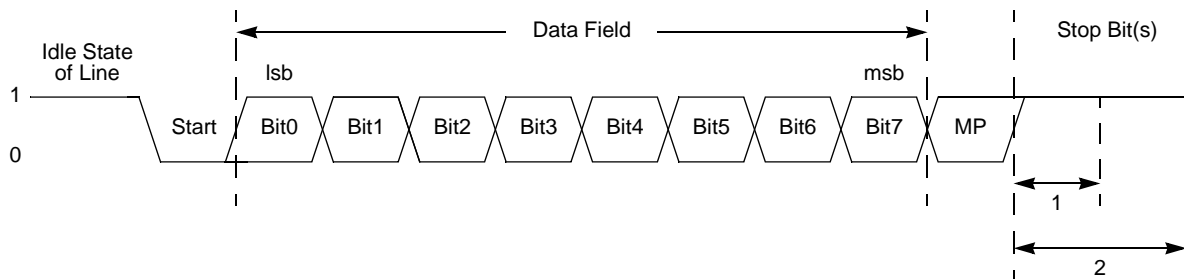 Data Field
Stop Bit(s)
Idle State
of Line
lsb
msb
1
Start
Bit0
Bit1
Bit2
Bit3
Bit4
Bit5
Bit6
Bit7
MP
0
1
2